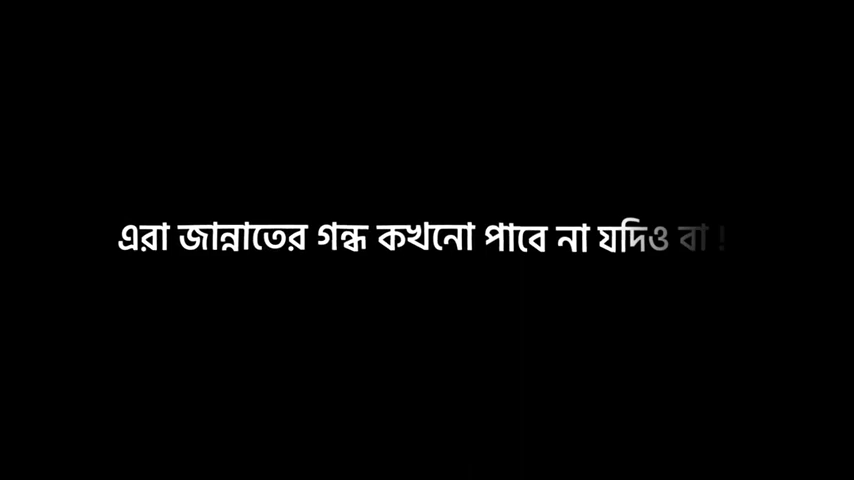 এরা জান্নাতের গন্ধ কখনো পাবে না যদিও বা !